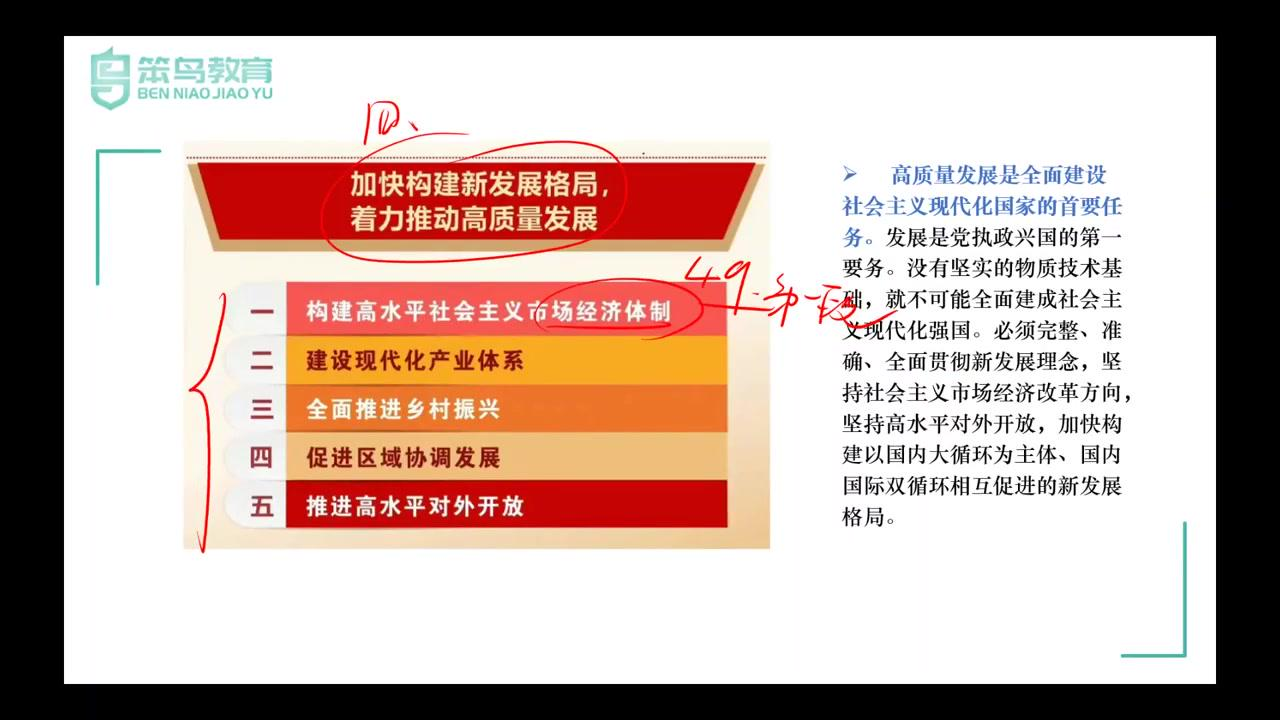 笨鸟教育
BEN NIAO JIAO YU
四、
加快构建新发展格局，
着力推动高质量发展
49.第一段
一 构建高水平社会主义市场经济体制
二 建设现代化产业体系
三 全面推进乡村振兴
四 促进区域协调发展
五 推进高水平对外开放
➢ 高质量发展是全面建设
社会主义现代化国家的首要任
务。发展是党执政兴国的第一
要务。没有坚实的物质技术基
础，就不可能全面建成社会主
义现代化强国。必须完整、准
确、全面贯彻新发展理念，坚
持社会主义市场经济改革方向，
坚持高水平对外开放，加快构
建以国内大循环为主体、国内
国际双循环相互促进的新发展
格局。